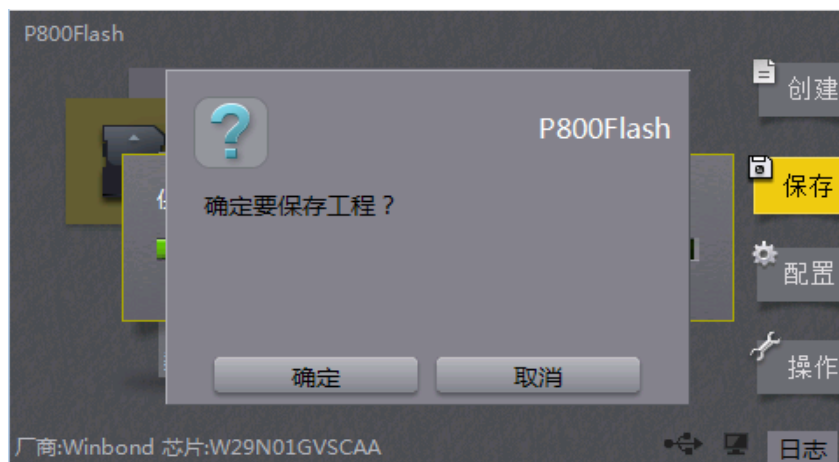 P800Flash
创建
P800Flash
保存
确定要保存工程？
配置
确定
取消
操作
厂商:Winbond 芯片:W29N01GVSCAA
日志